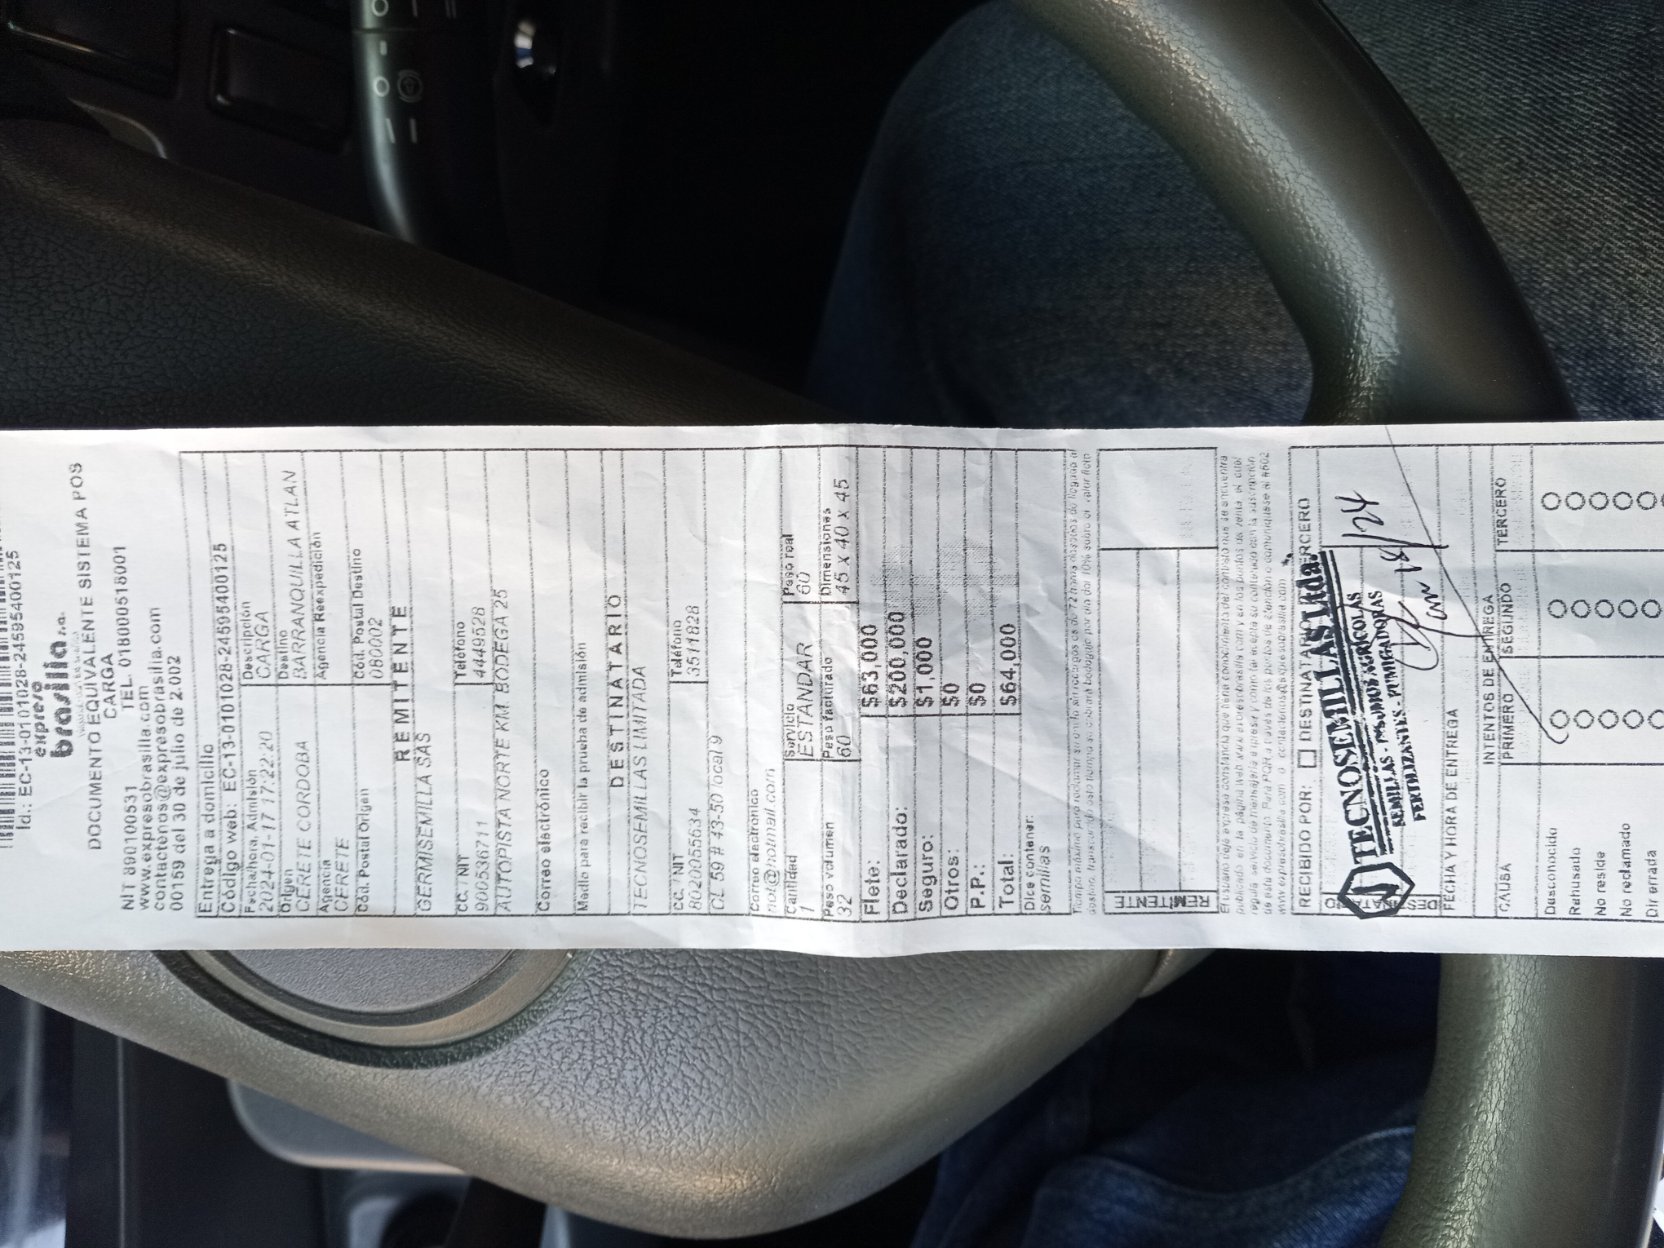 Id.: EC-13-0101028-24595400125
expreso
brasilia s.a.
DOCUMENTO EQUIVALENTE SISTEMA POS
CARGA
NIT 890100531 TEL. 018000518001
www.expresobrasilia.com
contactenos@expresobrasilia.com
00159 del 30 de julio de 2.002
Entrega a domicilio
Código web: EC-13-0101028-24595400125
Fecha/hora, Admisión Descripción
2024-01-17 17:22:20 CARGA
Origen Destino
CERETE CORDOBA BARRANQUILLA ATLAN
Agencia Agencia Reexpedición
CERETE
Cód. Postal Origen Cód. Postal Destino
080002
REMITENTE
GERMISEMILLA SAS
CC. / NIT Teléfono
900536711 4449528
AUTOPISTA NORTE KM. BODEGA 25
Correo electrónico
Medio para recibir la prueba de admisión
DESTINATARIO
TECNOSEMILLAS LIMITADA
CC. / NIT Teléfono
8020055634 3511828
CL 59 # 43-50 local 9
Correo electrónico
not@hotmail.com
Cantidad Servicio Peso real
1 ESTANDAR 60
Peso volumen Peso facturado Dimensiones
32 60 45 x 40 x 45
Flete: $63,000
Declarado: $200,000
Seguro: $1,000
Otros: $0
P.P.: $0
Total: $64,000
Dice contener:
Semillas
REMITENTE
RECIBIDO POR: DESTINATARIO TERCERO
TECNOSEMILLAS Ltda.
SEMILLAS - INSUMOS AGRÍCOLAS
FERTILIZANTES - FUMIGADORAS
18/24
FECHA Y HORA DE ENTREGA
INTENTOS DE ENTREGA
CAUSA PRIMERO SEGUNDO TERCERO
Desconocido
Rehusado
No reside
No reclamado
Dir errada